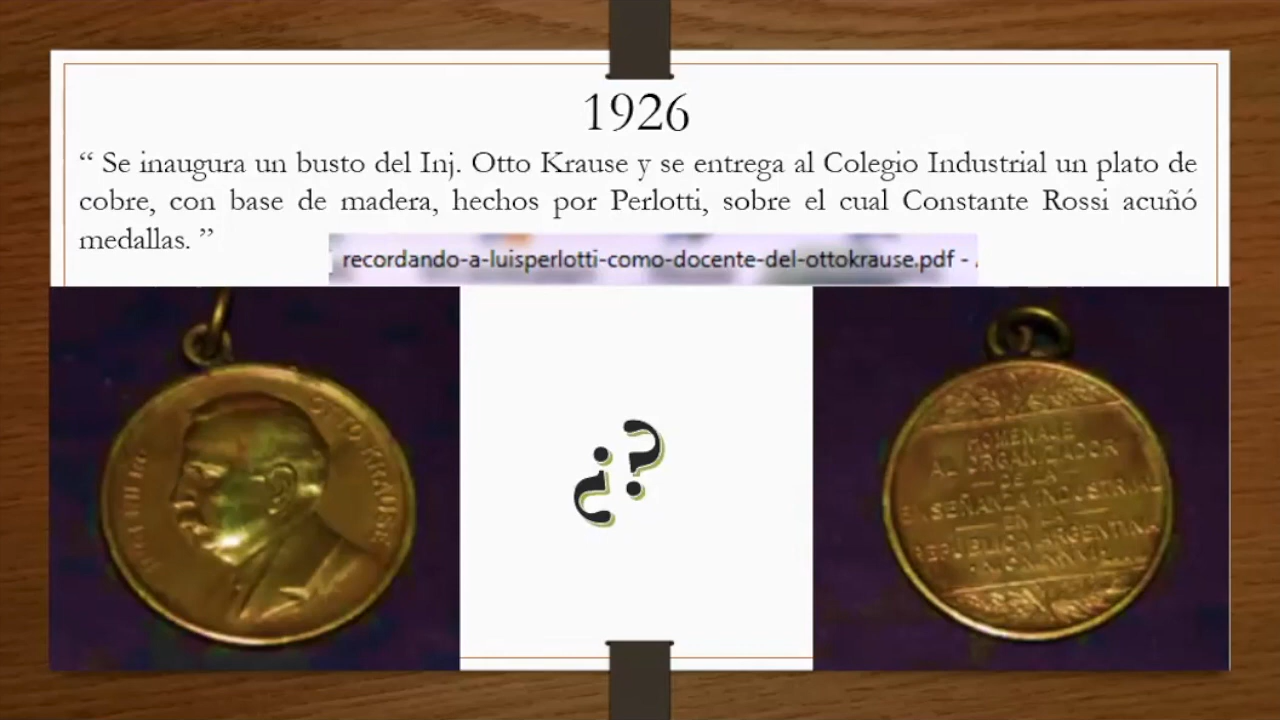 1926
“ Se inaugura un busto del Inj. Otto Krause y se entrega al Colegio Industrial un plato de
cobre, con base de madera, hechos por Perlotti, sobre el cual Constante Rossi acuñó
medallas. ”
recordando-a-luisperlotti-como-docente-del-ottokrause.pdf -
OTTO KRAUSE
¿?
HOMENAJE
AL ORGANIZADOR
DE LA
ENSEÑANZA INDUSTRIAL
EN LA
REPUBLICA ARGENTINA